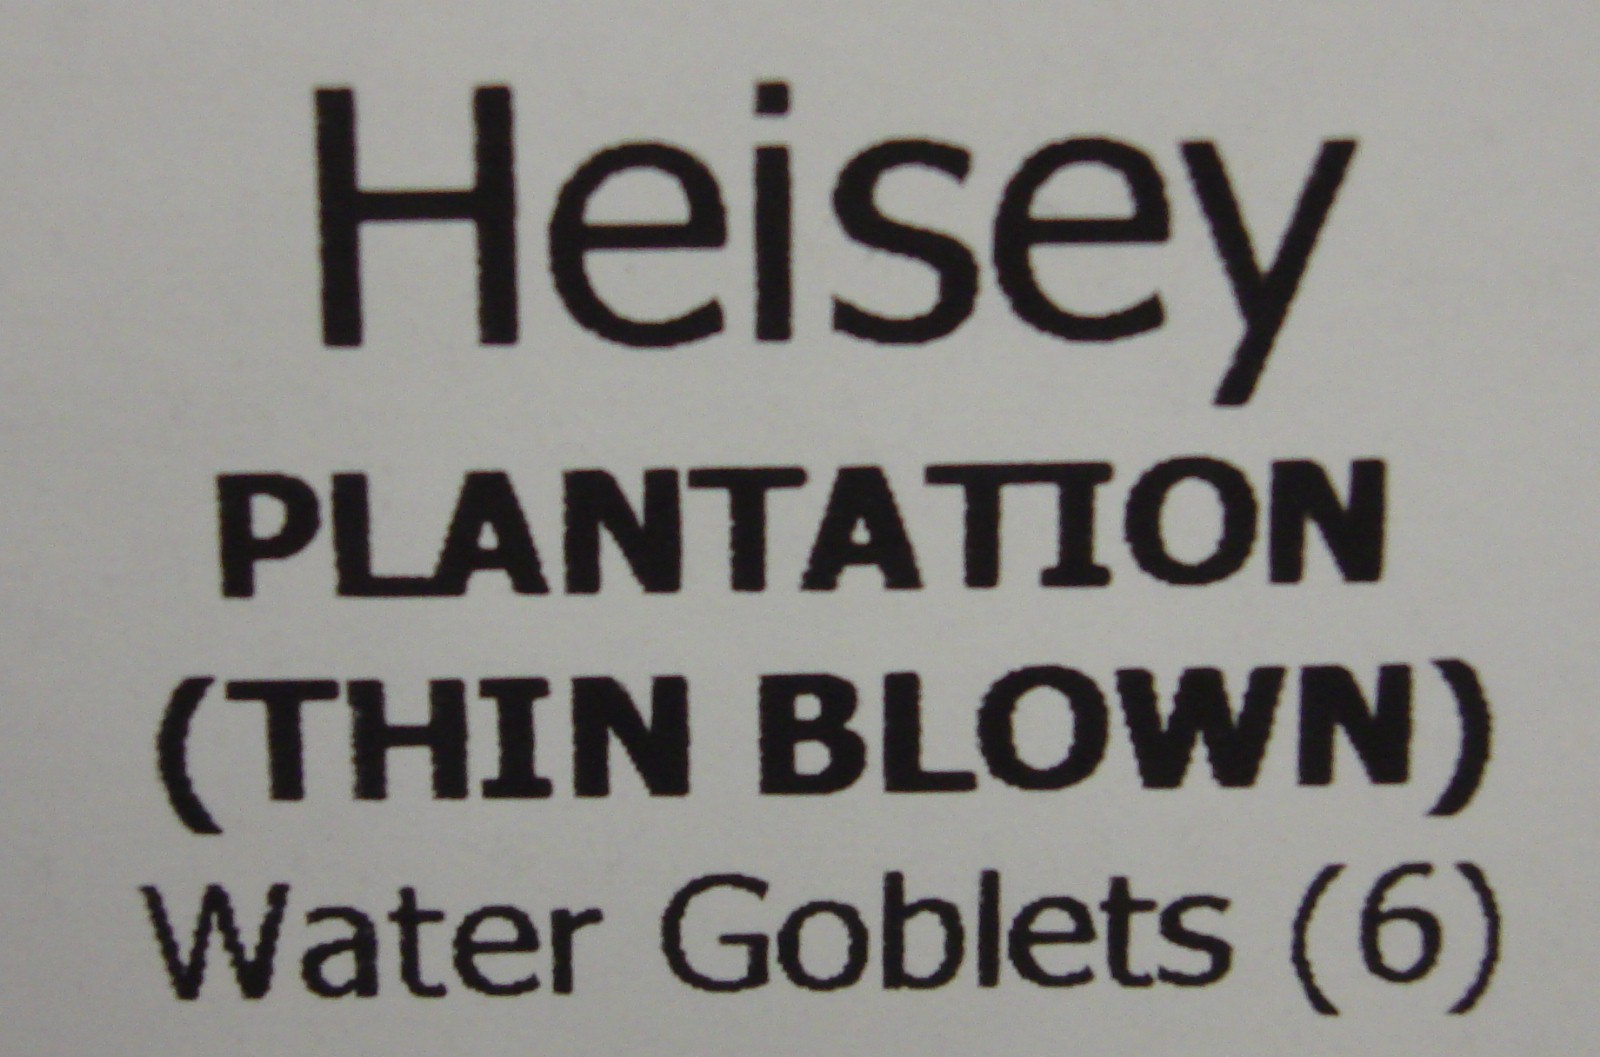 Heisey
PLANTATION
(THIN BLOWN)
Water Goblets (6)